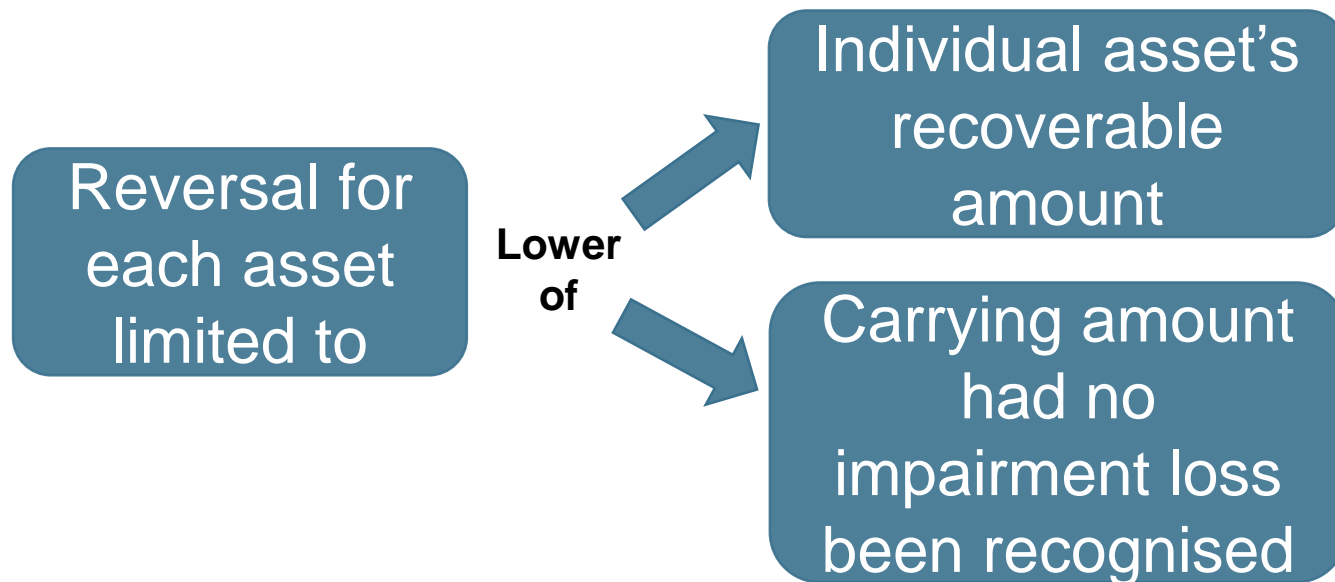 Reversal for
each asset
limited to
Lower
of
Individual asset’s
recoverable
amount
Carrying amount
had no
impairment loss
been recognised